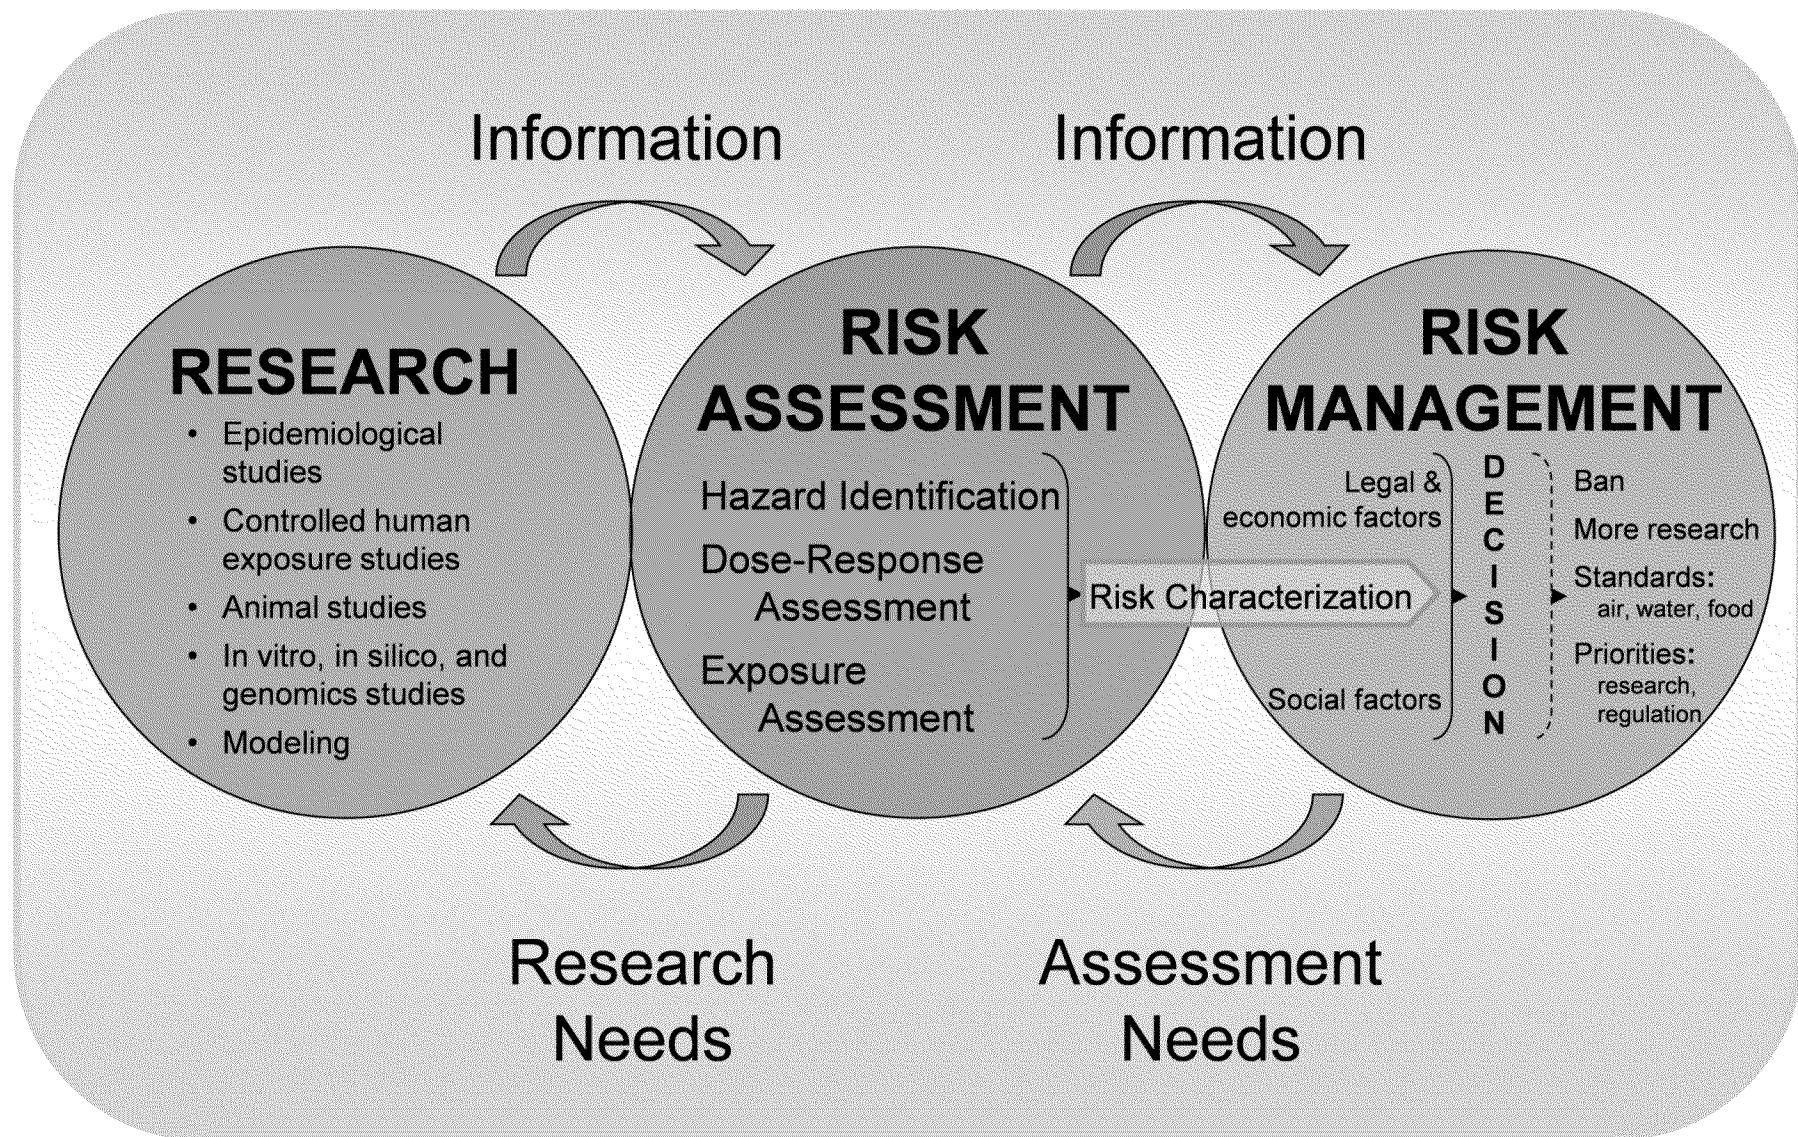 Information
Information
RESEARCH
• Epidemiological
studies
• Controlled human
exposure studies
• Animal studies
• In vitro, in silico, and
genomics studies
• Modeling
RISK
ASSESSMENT
Hazard Identification
Dose-Response
Assessment
Exposure
Assessment
Risk Characterization
RISK
MANAGEMENT
Legal &
economic factors
Social factors
DECISION
Ban
More research
Standards:
air, water, food
Priorities:
research,
regulation
Research
Needs
Assessment
Needs